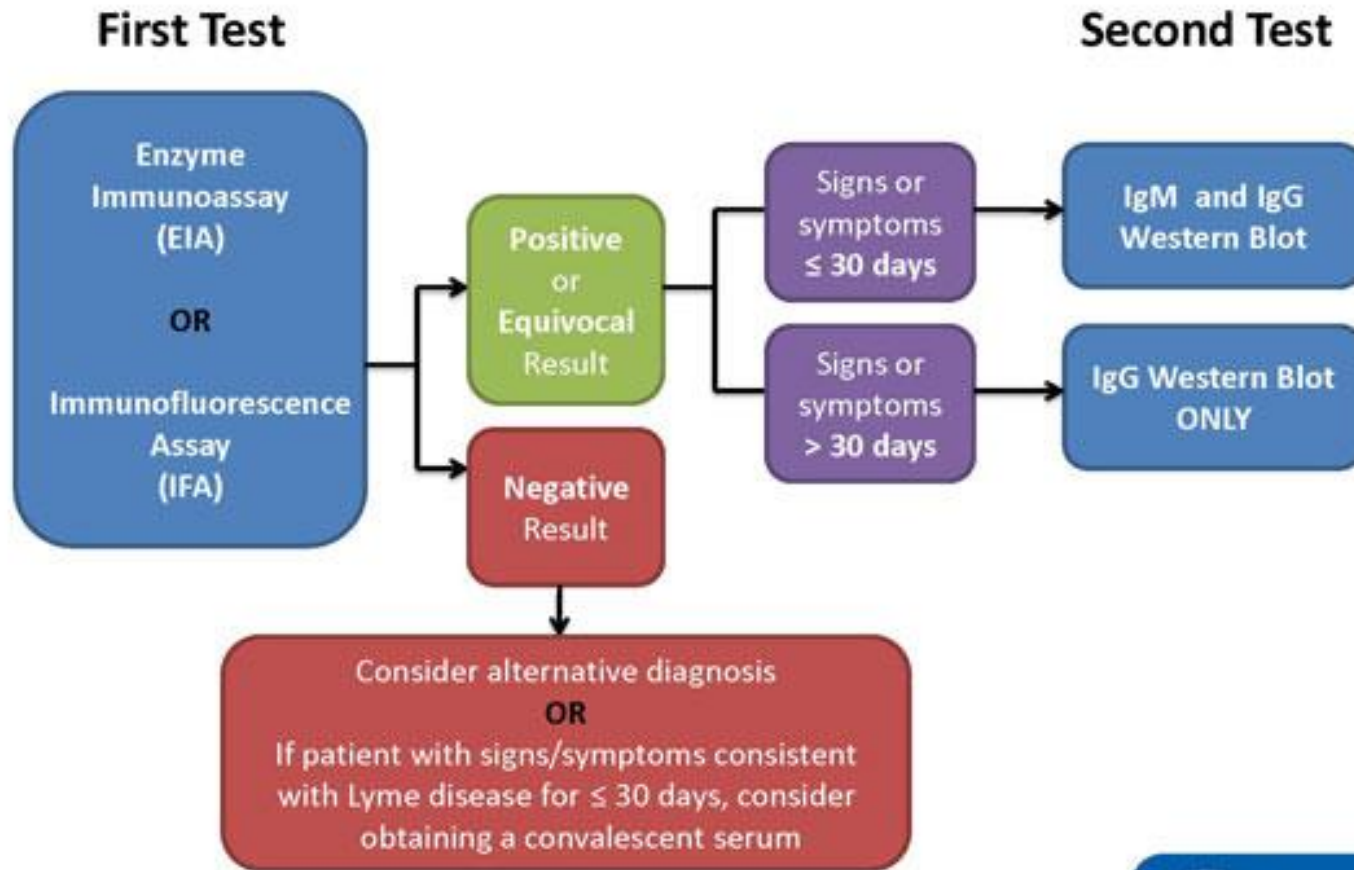 First Test
Second Test
Enzyme
Immunoassay
(EIA)
OR
Immunofluorescence
Assay
(IFA)
Positive
or
Equivocal
Result
Negative
Result
Signs or
symptoms
≤ 30 days
Signs or
symptoms
> 30 days
IgM and IgG
Western Blot
IgG Western Blot
ONLY
Consider alternative diagnosis
OR
If patient with signs/symptoms consistent
with Lyme disease for ≤ 30 days, consider
obtaining a convalescent serum